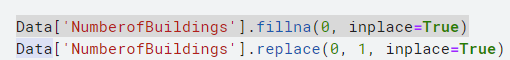 Data['NumberofBuildings'].fillna(0, inplace=True)
Data['NumberofBuildings'].replace(0, 1, inplace=True)